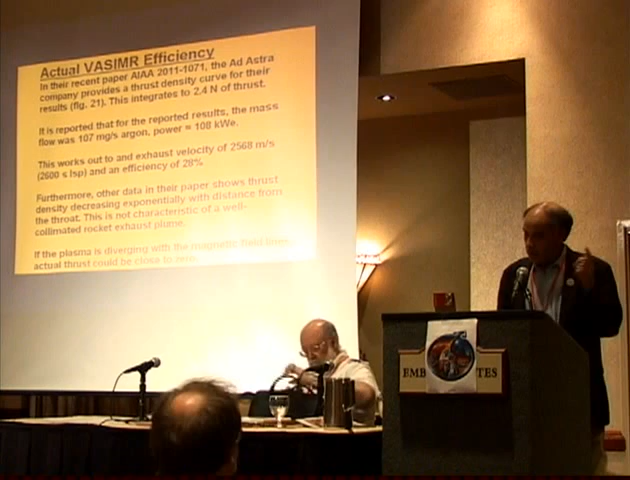 Actual VASIMR Efficiency
In their recent paper AIAA 2011-1071, the Ad Astra
company provides a thrust density curve for their
results (fig. 21). This integrates to 2.4 N of thrust.
It is reported that for the reported results, the mass
flow was 107 mg/s argon, power = 108 kWe.
This works out to and exhaust velocity of 2568 m/s
(2600 s Isp) and an efficiency of 28%
Furthermore, other data in their paper shows thrust
density decreasing exponentially with distance from
the throat. This is not characteristic of a well-
collimated rocket exhaust plume.
If the plasma is diverging with the magnetic field lines
actual thrust could be close to zero.
EMB TES